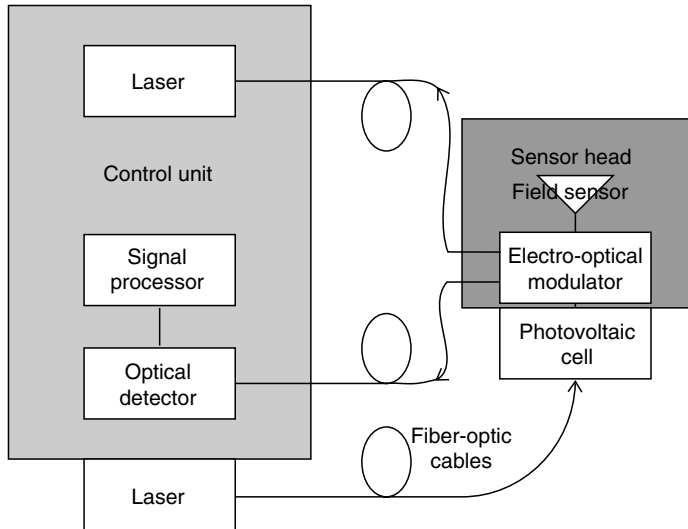 Laser
Control unit
Signal
processor
Optical
detector
Laser
Fiber-optic
cables
Sensor head
Field sensor
Electro-optical
modulator
Photovoltaic
cell